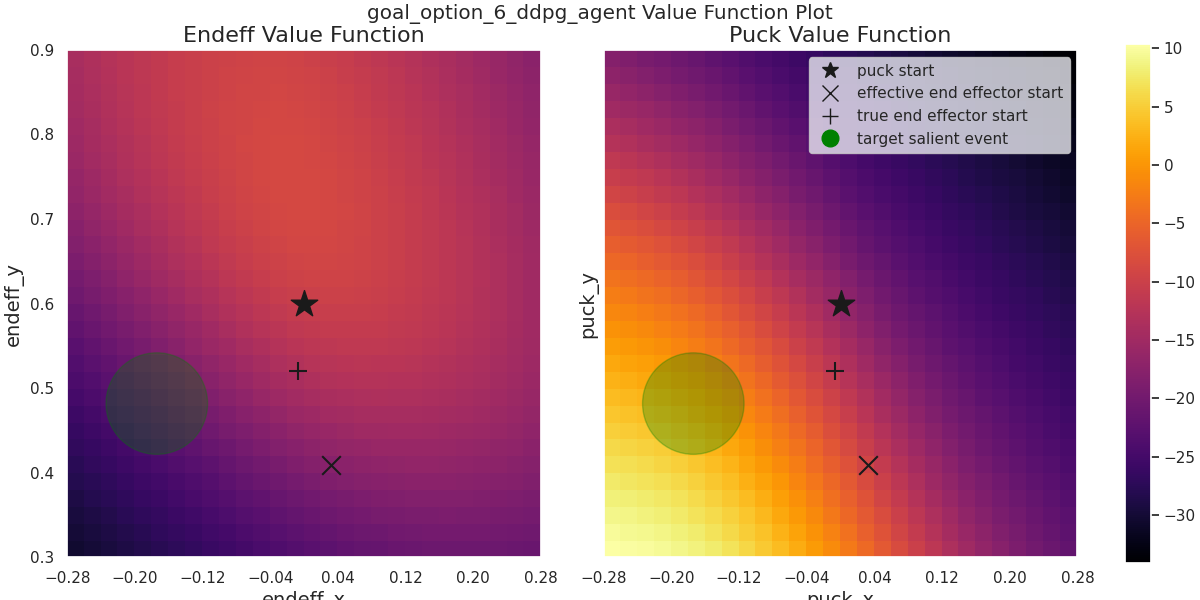 goal_option_6_ddpg_agent Value Function Plot
Endeff Value Function
Puck Value Function
0.9
0.8
0.7
0.6
0.5
0.4
0.3
endeff_y
−0.28 −0.20 −0.12 −0.04 0.04 0.12 0.20 0.28
endeff_x
puck start
effective end effector start
true end effector start
target salient event
puck_y
−0.28 −0.20 −0.12 −0.04 0.04 0.12 0.20 0.28
puck_x
10
5
0
−5
−10
−15
−20
−25
−30